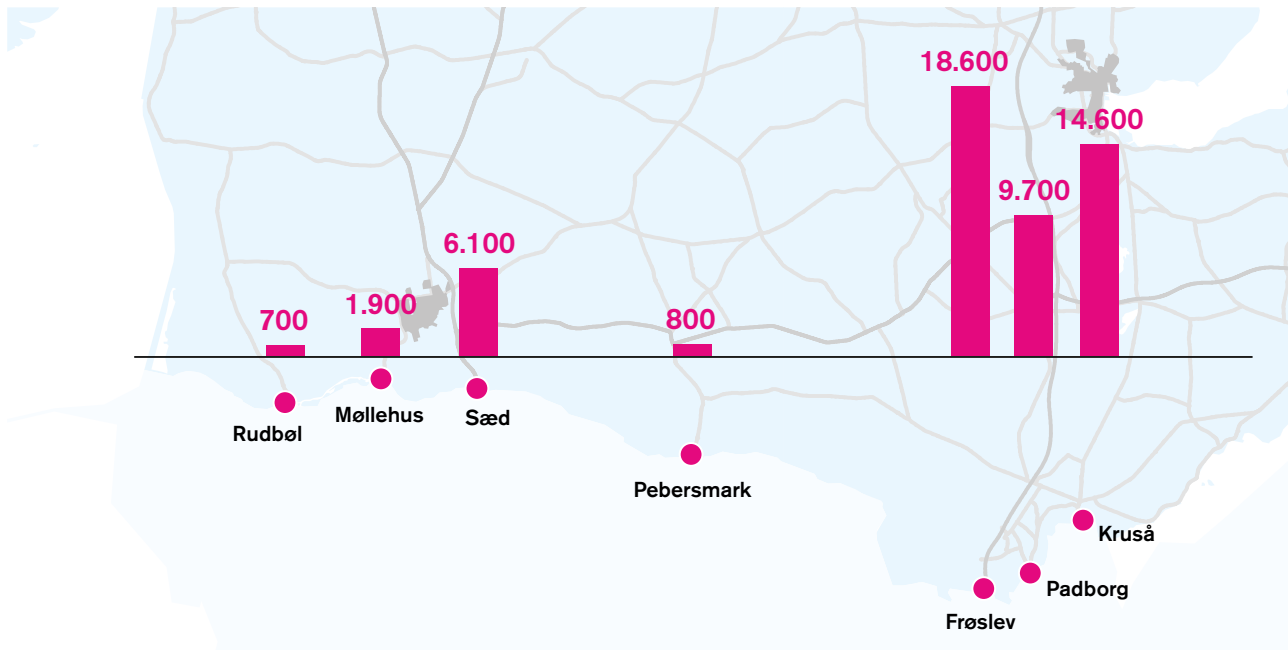 18.600
14.600
9.700
6.100
1.900
700
800
Rudbøl
Møllehus
Sæd
Pebersmark
Kruså
Padborg
Frøslev